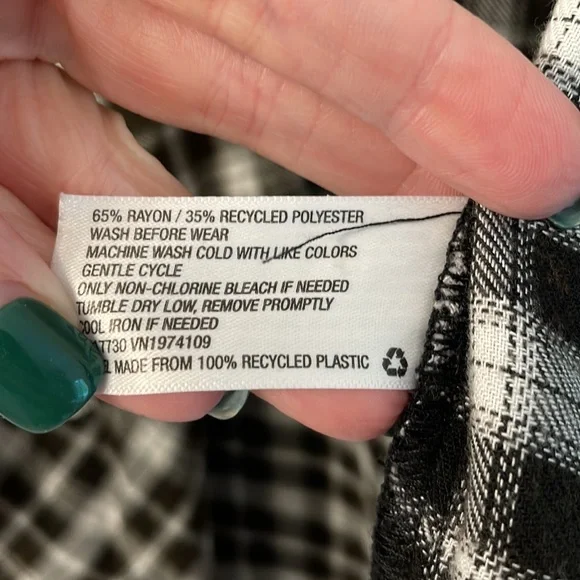 65% RAYON / 35% RECYCLED POLYESTER
WASH BEFORE WEAR
MACHINE WASH COLD WITH LIKE COLORS
GENTLE CYCLE
ONLY NON-CHLORINE BLEACH IF NEEDED
TUMBLE DRY LOW, REMOVE PROMPTLY
COOL IRON IF NEEDED
VN1974109
MADE FROM 100% RECYCLED PLASTIC